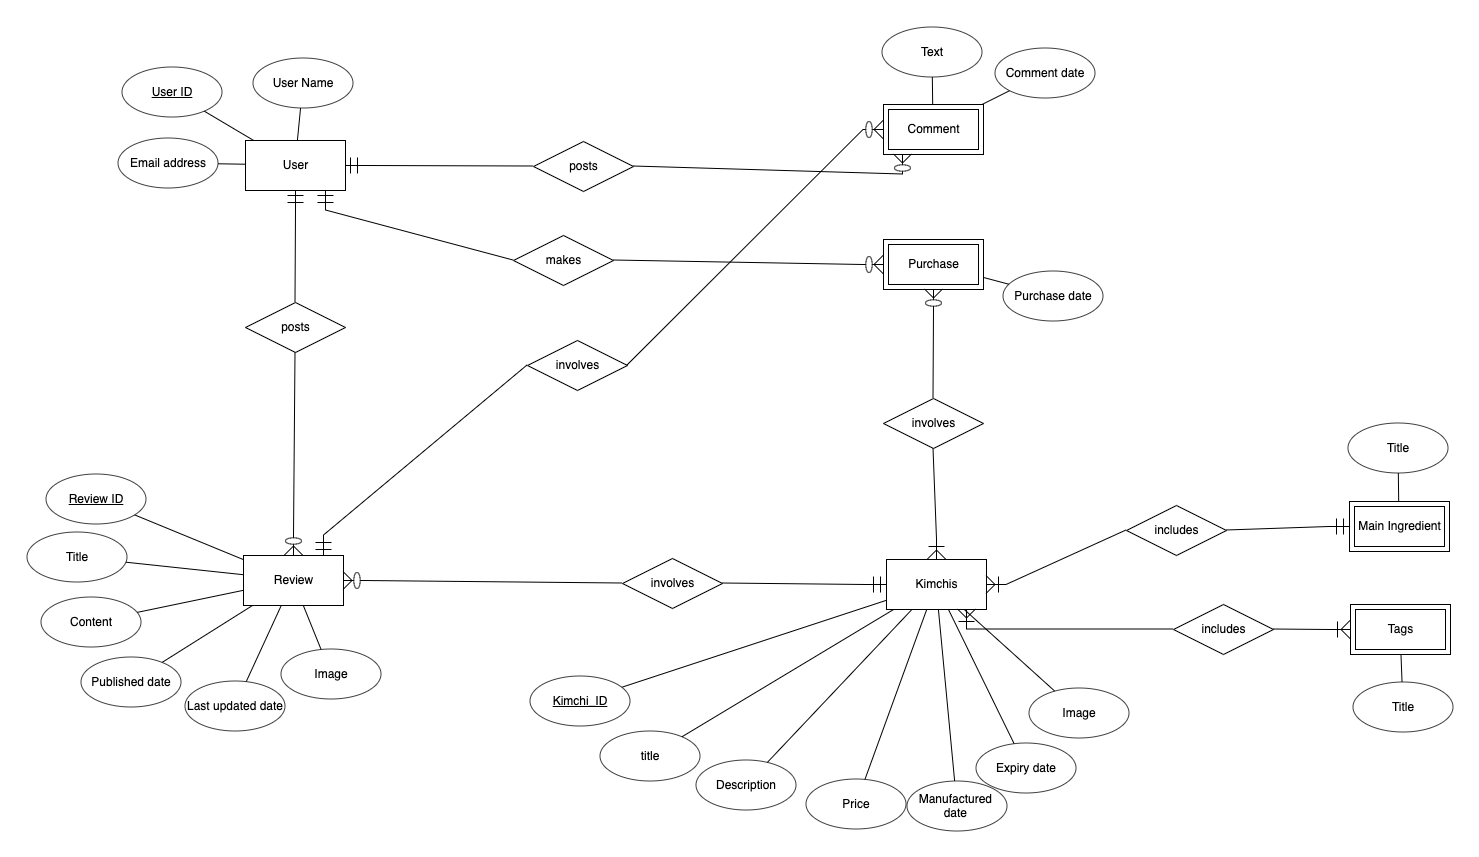 Text
Comment date
User ID
User Name
Email address
User
posts
Comment
makes
Purchase
Purchase date
posts
involves
involves
Title
Main Ingredient
includes
Review ID
Title
Content
Published date
Last updated date
Image
Review
involves
Kimchis
includes
Tags
Title
Kimchi_ID
title
Description
Price
Manufactured
date
Expiry date
Image